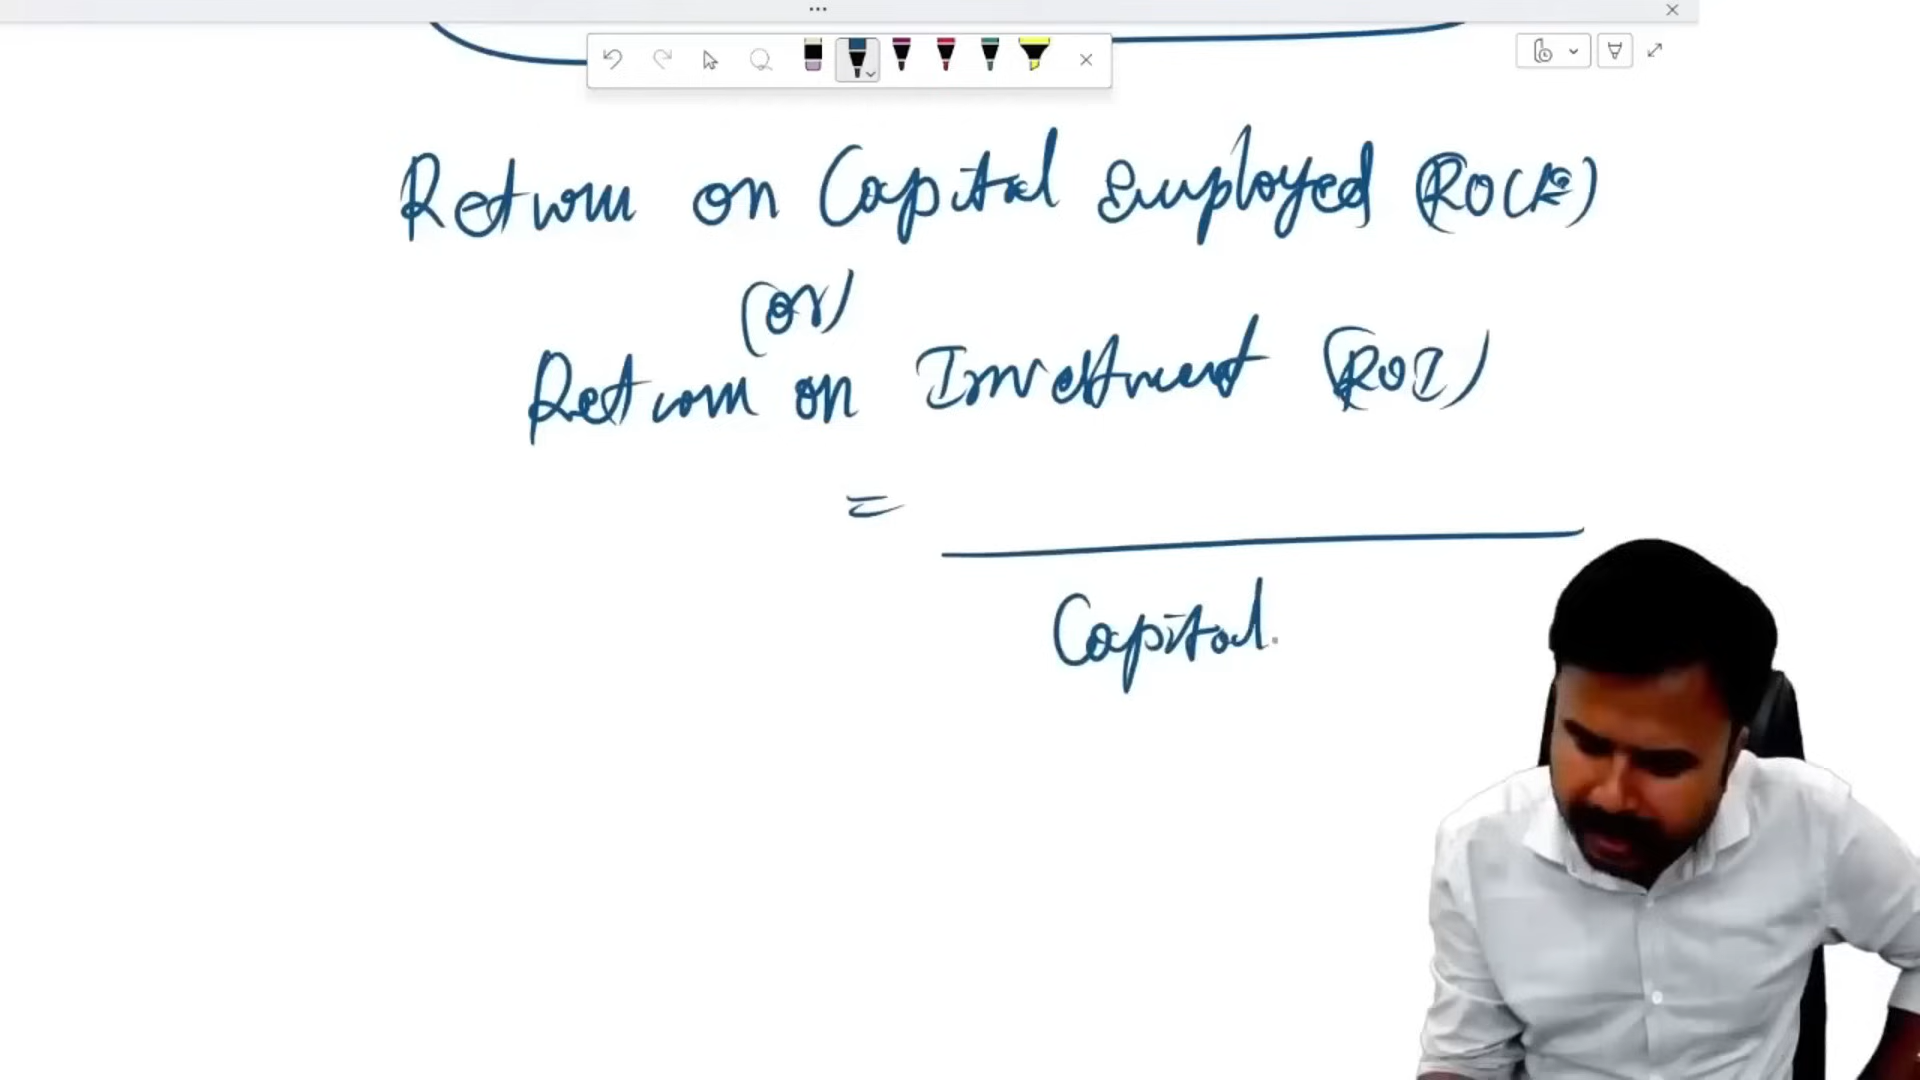 Return on Capital Employed (ROCE)
(or)
Return on Investment (ROI)
=
Capital